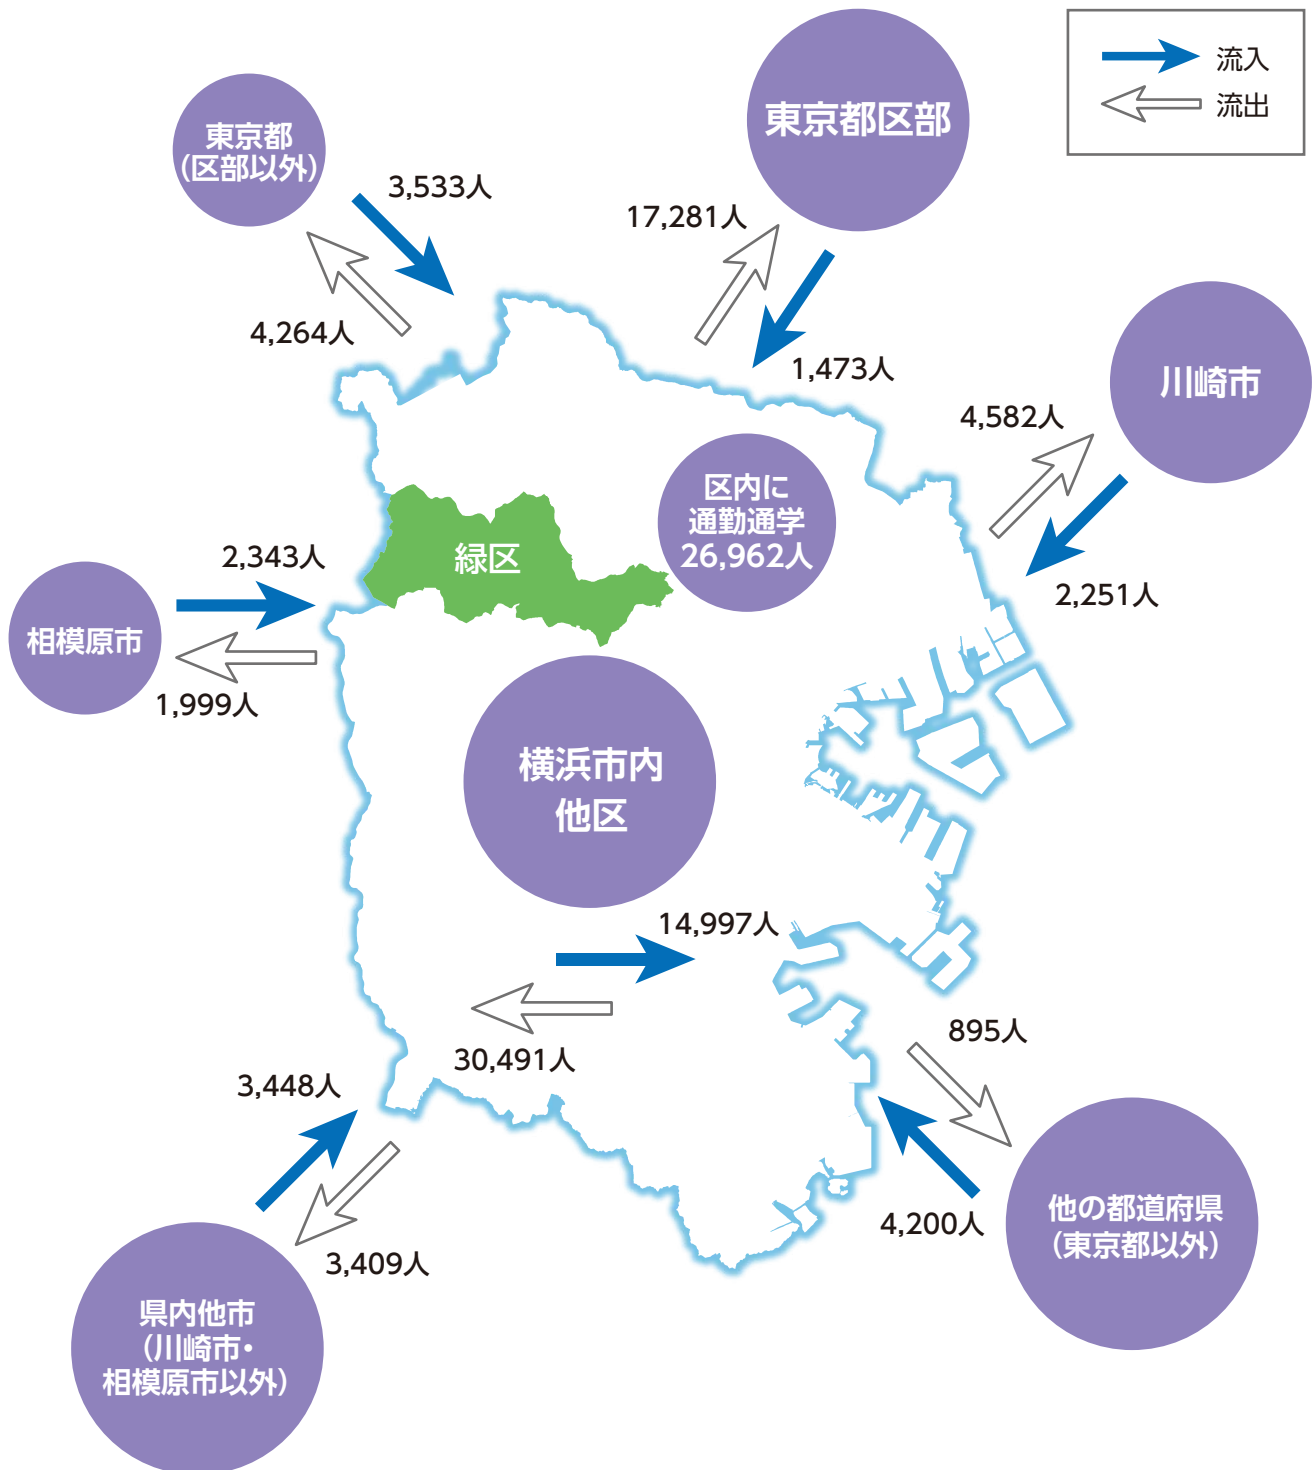 流入
流出
東京都区部
東京都
（区部以外）
3,533人
17,281人
4,264人
1,473人
川崎市
4,582人
区内に
通勤通学
26,962人
緑区
2,343人
2,251人
相模原市
1,999人
横浜市内
他区
14,997人
30,491人
895人
3,448人
4,200人
他の都道府県
（東京都以外）
3,409人
県内他市
（川崎市・
相模原市以外）